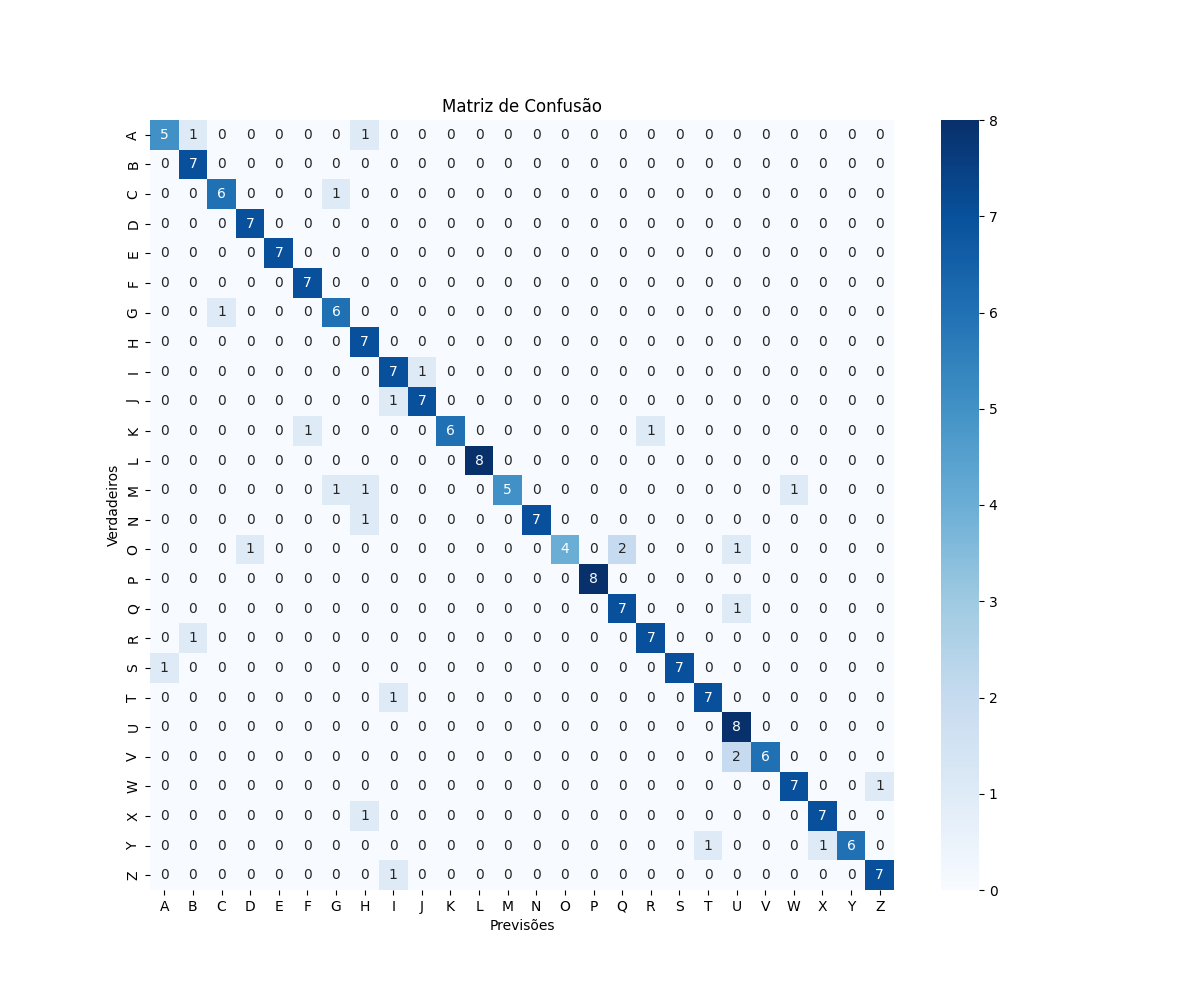 Matriz de Confusão
A 5 1 0 0 0 0 0 1 0 0 0 0 0 0 0 0 0 0 0 0 0 0 0 0 0 0
B 0 7 0 0 0 0 0 0 0 0 0 0 0 0 0 0 0 0 0 0 0 0 0 0 0 0
C 0 0 6 0 0 0 1 0 0 0 0 0 0 0 0 0 0 0 0 0 0 0 0 0 0 0
D 0 0 0 7 0 0 0 0 0 0 0 0 0 0 0 0 0 0 0 0 0 0 0 0 0 0
E 0 0 0 0 7 0 0 0 0 0 0 0 0 0 0 0 0 0 0 0 0 0 0 0 0 0
F 0 0 0 0 0 7 0 0 0 0 0 0 0 0 0 0 0 0 0 0 0 0 0 0 0 0
G 0 0 1 0 0 0 6 0 0 0 0 0 0 0 0 0 0 0 0 0 0 0 0 0 0 0
H 0 0 0 0 0 0 0 7 0 0 0 0 0 0 0 0 0 0 0 0 0 0 0 0 0 0
I 0 0 0 0 0 0 0 0 7 1 0 0 0 0 0 0 0 0 0 0 0 0 0 0 0 0
J 0 0 0 0 0 0 0 0 1 7 0 0 0 0 0 0 0 0 0 0 0 0 0 0 0 0
K 0 0 0 0 0 1 0 0 0 0 6 0 0 0 0 0 0 1 0 0 0 0 0 0 0 0
L 0 0 0 0 0 0 0 0 0 0 0 8 0 0 0 0 0 0 0 0 0 0 0 0 0 0
M 0 0 0 0 0 0 1 1 0 0 0 0 5 0 0 0 0 0 0 0 0 0 1 0 0 0
N 0 0 0 0 0 0 0 1 0 0 0 0 0 7 0 0 0 0 0 0 0 0 0 0 0 0
O 0 0 0 1 0 0 0 0 0 0 0 0 0 0 4 0 2 0 0 0 1 0 0 0 0 0
P 0 0 0 0 0 0 0 0 0 0 0 0 0 0 0 8 0 0 0 0 0 0 0 0 0 0
Q 0 0 0 0 0 0 0 0 0 0 0 0 0 0 0 0 7 0 0 0 1 0 0 0 0 0
R 0 1 0 0 0 0 0 0 0 0 0 0 0 0 0 0 0 7 0 0 0 0 0 0 0 0
S 1 0 0 0 0 0 0 0 0 0 0 0 0 0 0 0 0 0 7 0 0 0 0 0 0 0
T 0 0 0 0 0 0 0 0 1 0 0 0 0 0 0 0 0 0 0 7 0 0 0 0 0 0
U 0 0 0 0 0 0 0 0 0 0 0 0 0 0 0 0 0 0 0 0 8 0 0 0 0 0
V 0 0 0 0 0 0 0 0 0 0 0 0 0 0 0 0 0 0 0 0 2 6 0 0 0 0
W 0 0 0 0 0 0 0 0 0 0 0 0 0 0 0 0 0 0 0 0 0 0 7 0 0 1
X 0 0 0 0 0 0 0 1 0 0 0 0 0 0 0 0 0 0 0 0 0 0 0 7 0 0
Y 0 0 0 0 0 0 0 0 0 0 0 0 0 0 0 0 0 0 0 1 0 0 0 1 6 0
Z 0 0 0 0 0 0 0 0 1 0 0 0 0 0 0 0 0 0 0 0 0 0 0 0 0 7
A B C D E F G H I J K L M N O P Q R S T U V W X Y Z
Previsões
Verdadeiros
8
7
6
5
4
3
2
1
0